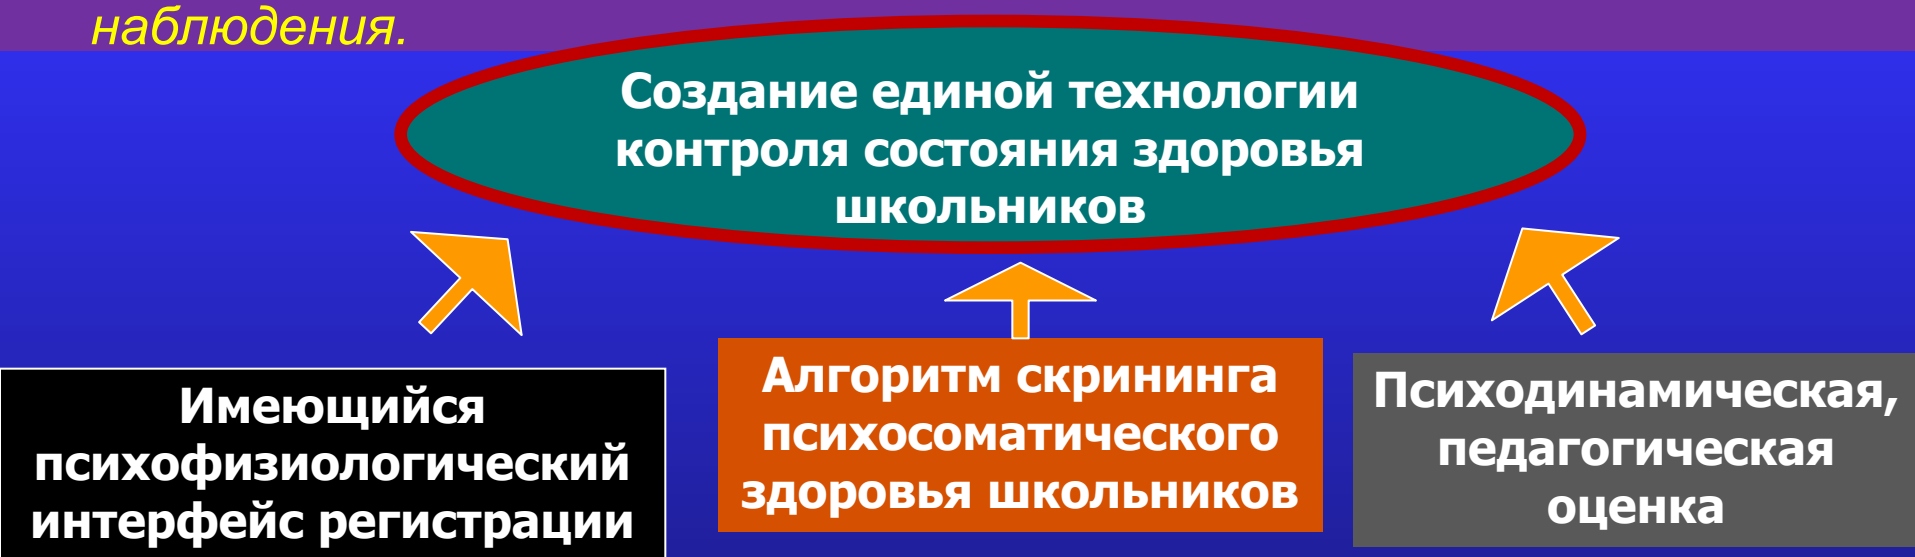 наблюдения.
Создание единой технологии
контроля состояния здоровья
школьников
Имеющийся
психофизиологический
интерфейс регистрации
Алгоритм скрининга
психосоматического
здоровья школьников
Психодинамическая,
педагогическая
оценка